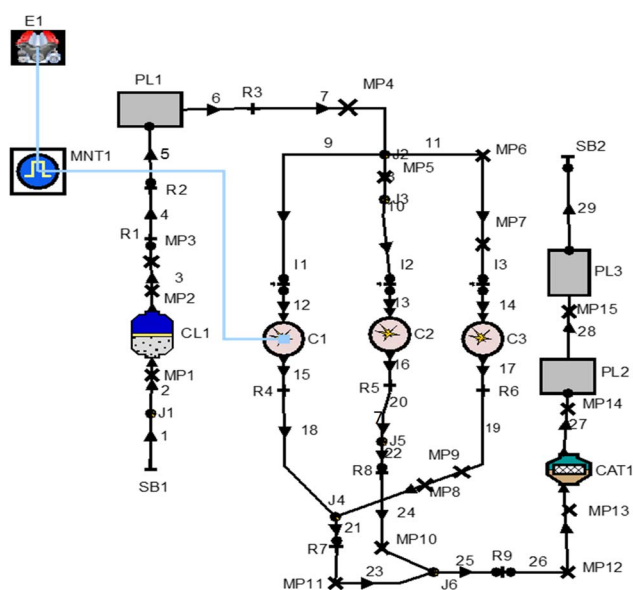 E1
PL1
6
R3
7
MP4
MNT1
5
9
J2
11
MP6
SB2
MP5
8
R2
J3
10
4
29
R1
MP3
MP7
3
I1
I2
I3
PL3
MP2
12
13
14
MP15
CL1
C1
C2
C3
28
MP1
15
16
17
PL2
2
R4
R5
R6
20
MP14
J1
7
27
1
18
J5
19
22
MP9
CAT1
SB1
R8
MP8
J4
24
MP13
21
R7
MP10
R9
25
26
MP12
MP11
23
J6